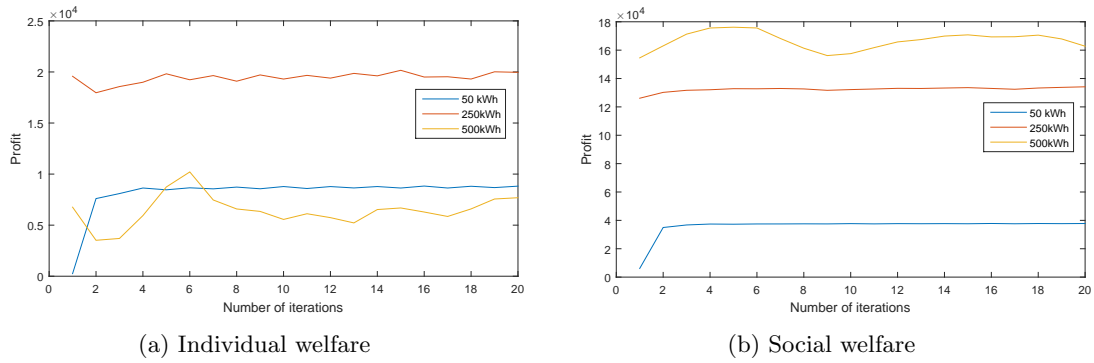 ×10⁴
2.5
2
1.5
1
0.5
0
Profit
50 kWh
250kWh
500kWh
0 2 4 6 8 10 12 14 16 18 20
Number of iterations
(a) Individual welfare
×10⁴
18
16
14
12
10
8
6
4
2
0
Profit
50 kWh
250kWh
500kWh
0 2 4 6 8 10 12 14 16 18 20
Number of iterations
(b) Social welfare